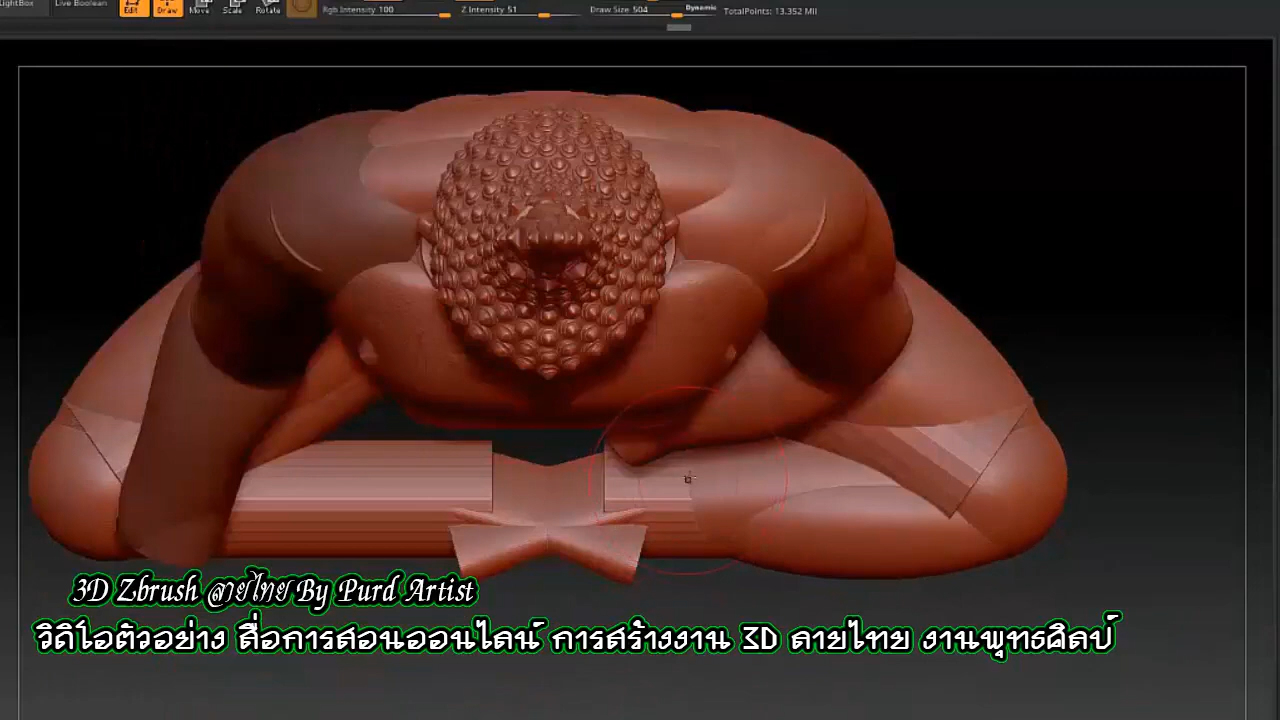 LightBox
Live Boolean
Edit
Draw
Move
Scale
Rotate
Rgb Intensity 100
Z Intensity 51
Draw Size 504
Dynamic
TotalPoints: 13.352 Mil
3D Zbrush ลายไทย By Purd Artist
วิดีโอตัวอย่าง สื่อการสอนออนไลน์ การสร้างงาน 3D ลายไทย งานพุทธศิลป์